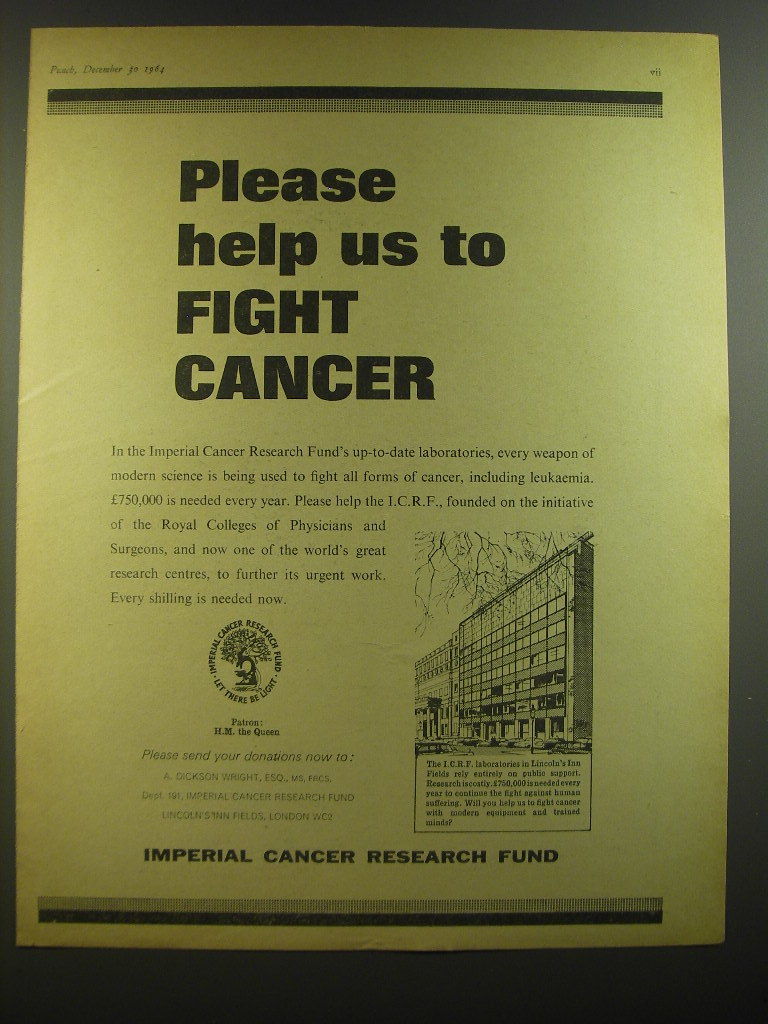 Punch, December 30 1964
vii
Please
help us to
FIGHT
CANCER
In the Imperial Cancer Research Fund's up-to-date laboratories, every weapon of
modern science is being used to fight all forms of cancer, including leukaemia.
£750,000 is needed every year. Please help the I.C.R.F., founded on the initiative
of the Royal Colleges of Physicians and
Surgeons, and now one of the world's great
research centres, to further its urgent work.
Every shilling is needed now.
IMPERIAL CANCER RESEARCH FUND
· LET THERE BE LIGHT ·
Patron:
H.M. the Queen
Please send your donations now to:
A. DICKSON WRIGHT, ESQ., MS, FRCS,
Dept. 191, IMPERIAL CANCER RESEARCH FUND
LINCOLN'S INN FIELDS, LONDON WC2
The I.C.R.F. laboratories in Lincoln's Inn
Fields rely entirely on public support.
Research is costly. £750,000 is needed every
year to continue the fight against human
suffering. Will you help us to fight cancer
with modern equipment and trained
minds?
IMPERIAL CANCER RESEARCH FUND